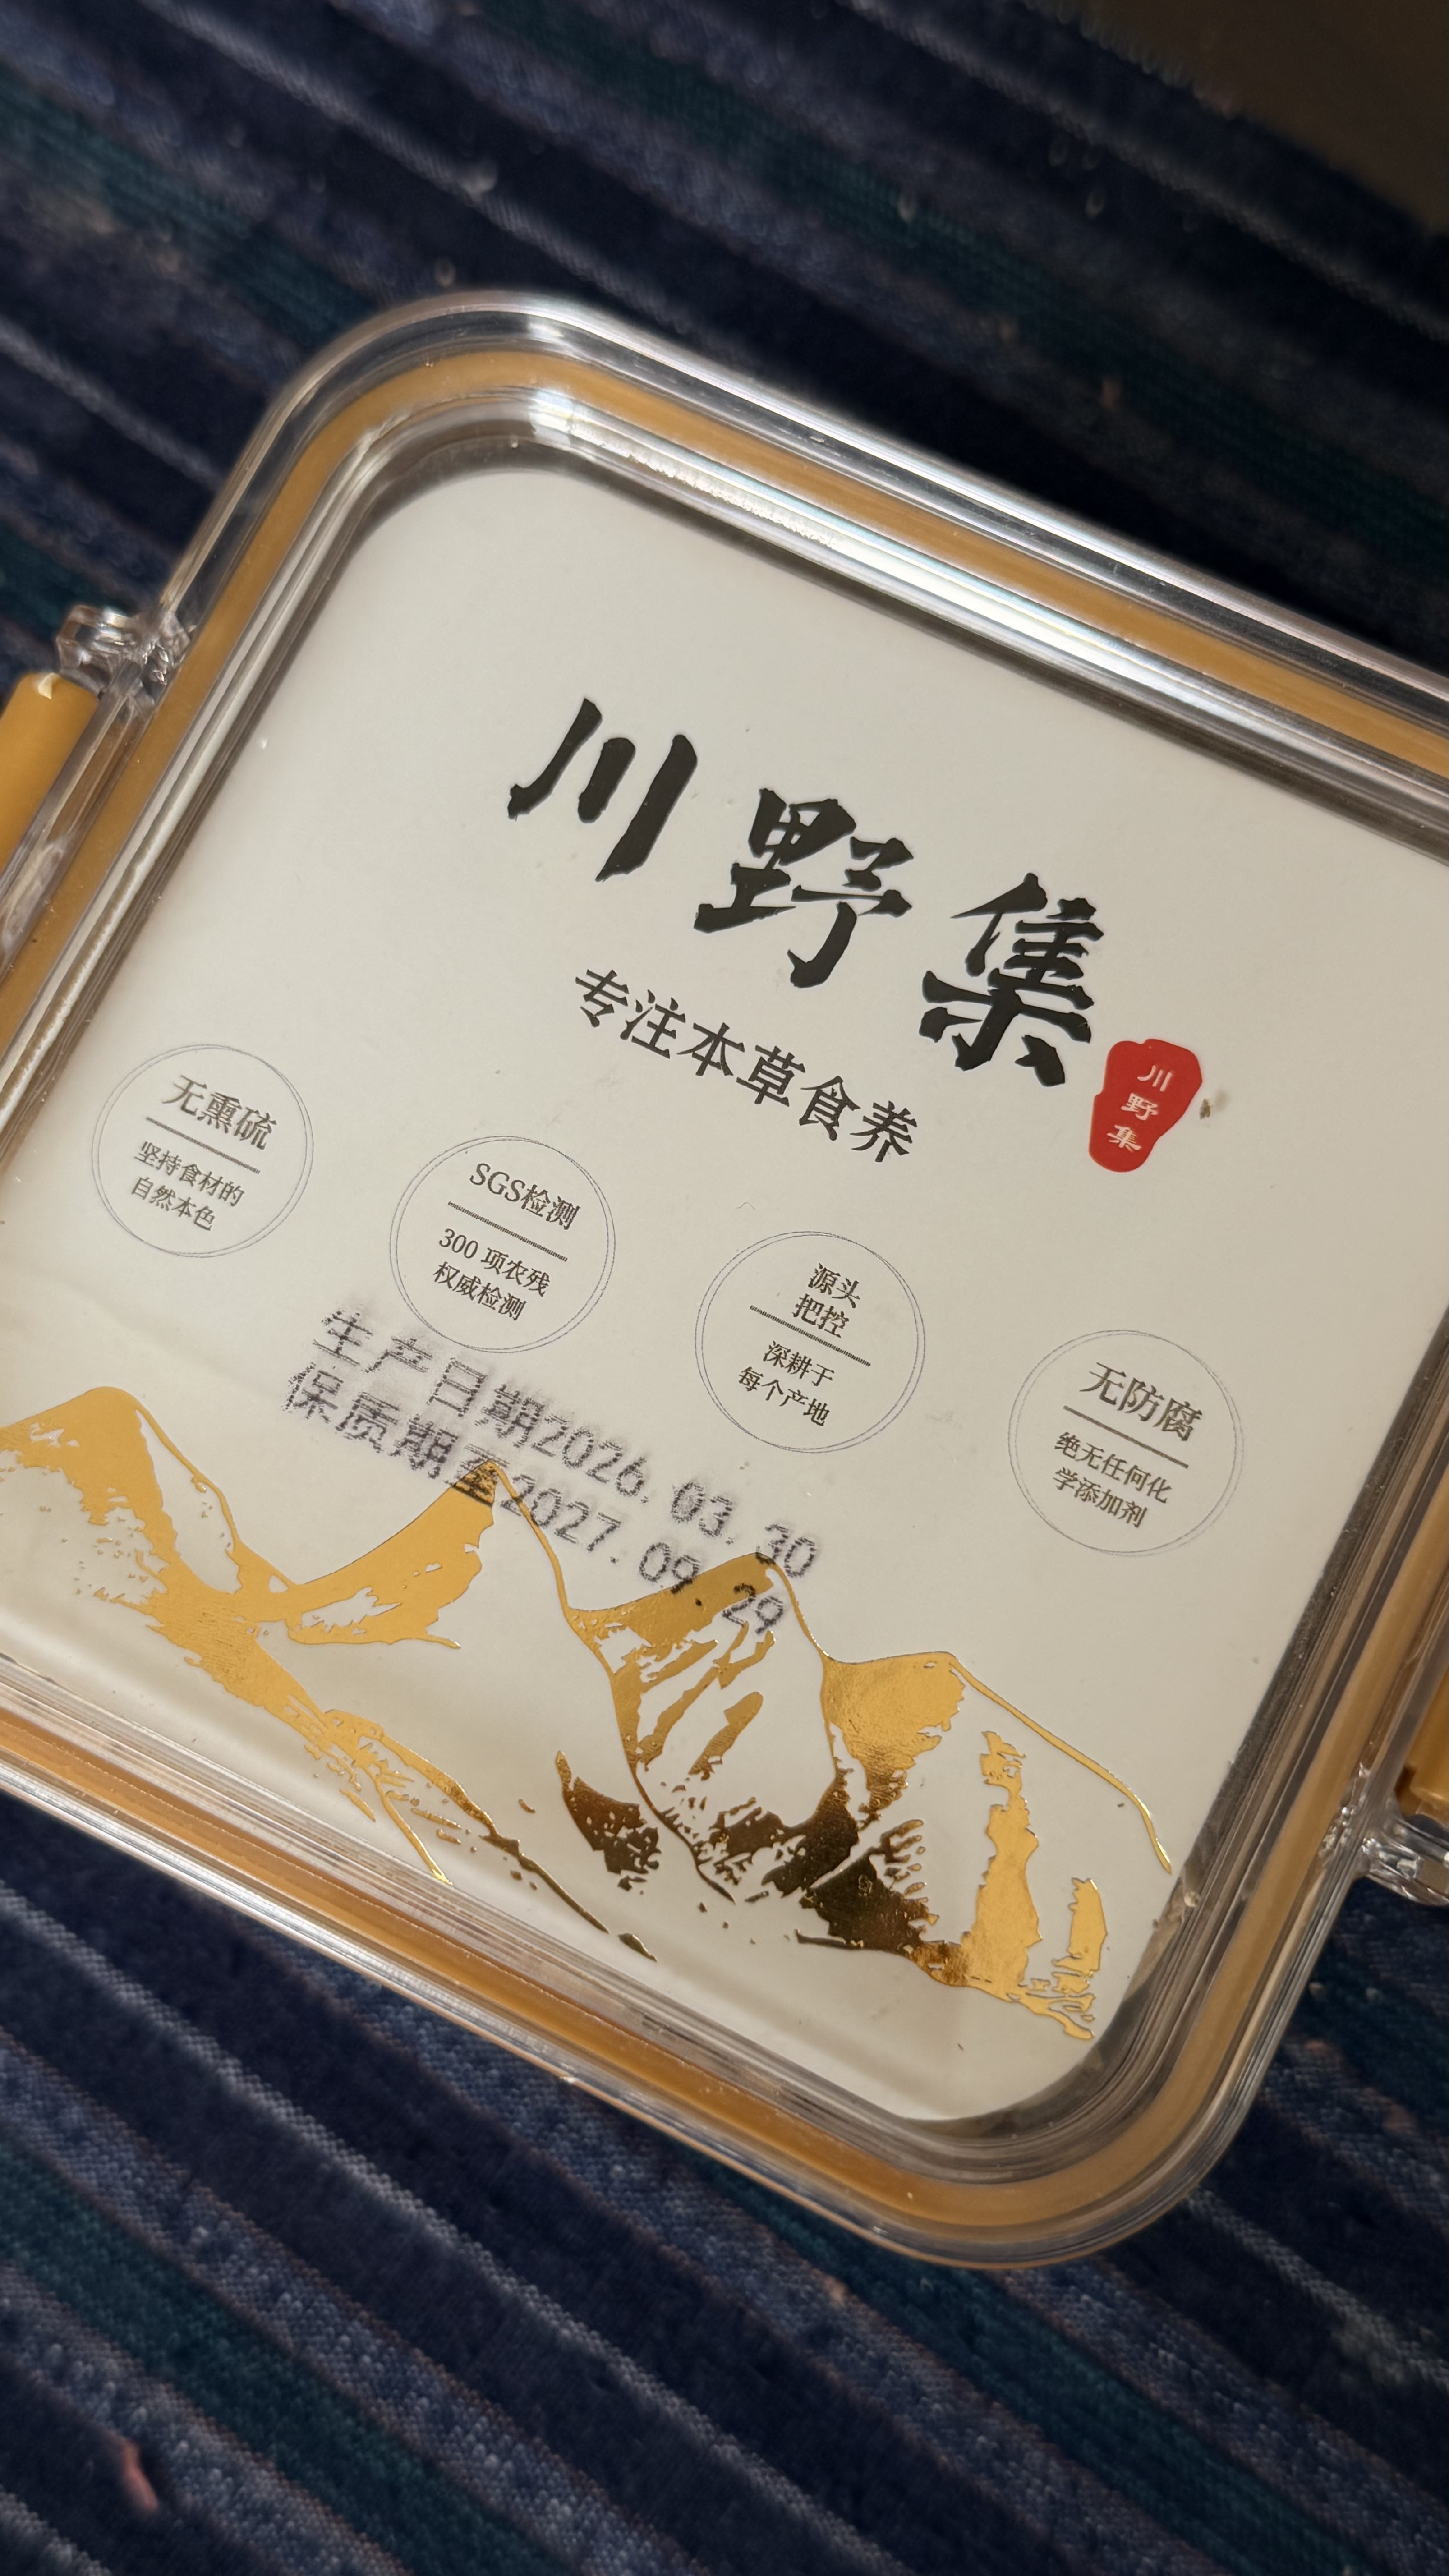 川野集
专注本草食养
川
野
集
无熏硫
坚持食材的
自然本色
SGS检测
300 项农残
权威检测
源头
把控
深耕于
每个产地
无防腐
绝无任何化
学添加剂
生产日期2026.03.30
保质期至2027.09.29